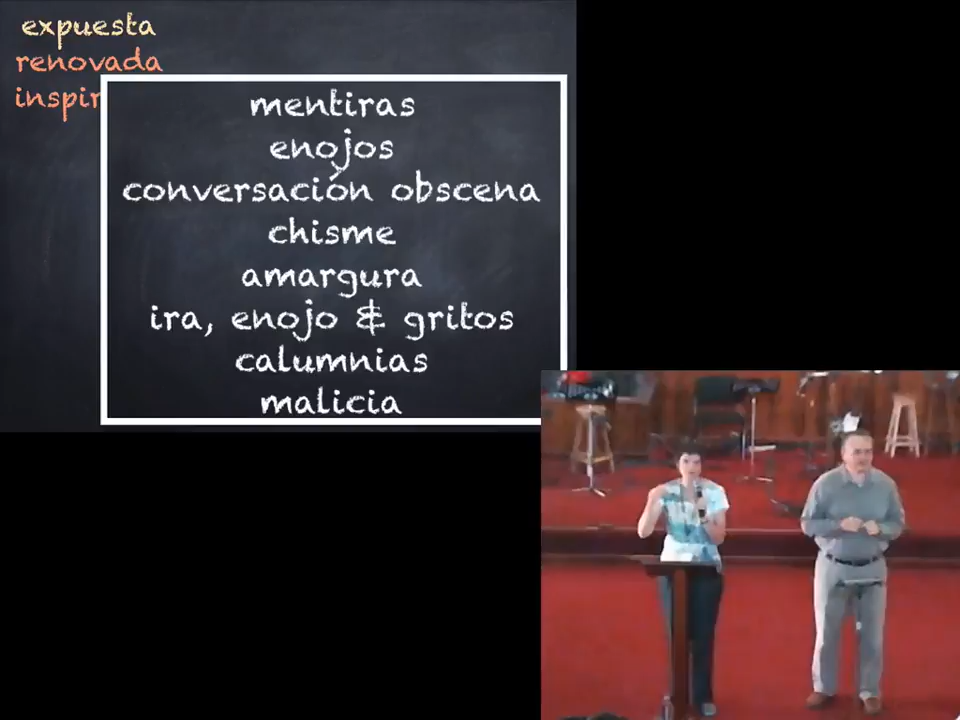 expuesta
renovada
inspir
mentiras
enojos
conversación obscena
chisme
amargura
ira, enojo & gritos
calumnias
malicia